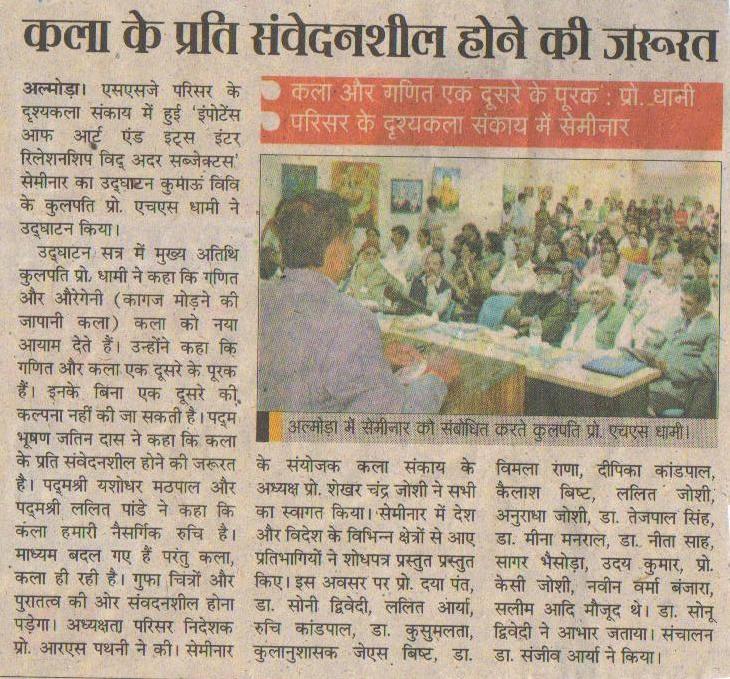 कला के प्रति संवेदनशील होने की जरूरत
अल्मोड़ा। एसएसजे परिसर के
दृश्यकला संकाय में हुई 'इंपोटेंस
आफ आर्ट एंड इट्स इंटर
रिलेशनशिप विद् अदर सब्जेक्टस'
सेमीनार का उद्घाटन कुमाऊं विवि
के कुलपति प्रो. एचएस धामी ने
उद्घाटन किया।
उद्घाटन सत्र में मुख्य अतिथि
कुलपति प्रो. धामी ने कहा कि गणित
और औरेगेनी (कागज मोड़ने की
जापानी कला) कला को नया
आयाम देते हैं। उन्होंने कहा कि
गणित और कला एक दूसरे के पूरक
हैं। इनके बिना एक दूसरे की
कल्पना नहीं की जा सकती है। पद्म
भूषण जतिन दास ने कहा कि कला
के प्रति संवेदनशील होने की जरूरत
है। पद्मश्री यशोधर मठपाल और
पद्मश्री ललित पांडे ने कहा कि
कला हमारी नैसर्गिक रुचि है।
माध्यम बदल गए हैं परंतु कला,
कला ही रही है। गुफा चित्रों और
पुरातत्व की ओर संवदनशील होना
पड़ेगा। अध्यक्षता परिसर निदेशक
प्रो. आरएस पथनी ने की। सेमीनार
कला और गणित एक दूसरे के पूरक : प्रो. धानी
परिसर के दृश्यकला संकाय में सेमीनार
अल्मोड़ा में सेमीनार को संबोधित करते कुलपति प्रो. एचएस धामी।
के संयोजक कला संकाय के
अध्यक्ष प्रो. शेखर चंद्र जोशी ने सभी
का स्वागत किया। सेमीनार में देश
और विदेश के विभिन्न क्षेत्रों से आए
प्रतिभागियों ने शोधपत्र प्रस्तुत प्रस्तुत
किए। इस अवसर पर प्रो. दया पंत,
डा. सोनी द्विवेदी, ललित आर्या,
रुचि कांडपाल, डा. कुसुमलता,
कुलानुशासक जेएस बिष्ट, डा.
विमला राणा, दीपिका कांडपाल,
कैलाश बिष्ट, ललित जोशी,
अनुराधा जोशी, डा. तेजपाल सिंह,
डा. मीना मनराल, डा. नीता साह,
सागर भैसोड़ा, उदय कुमार, प्रो.
केसी जोशी, नवीन वर्मा बंजारा,
सलीम आदि मौजूद थे। डा. सोनू
द्विवेदी ने आभार जताया। संचालन
डा. संजीव आर्या ने किया।